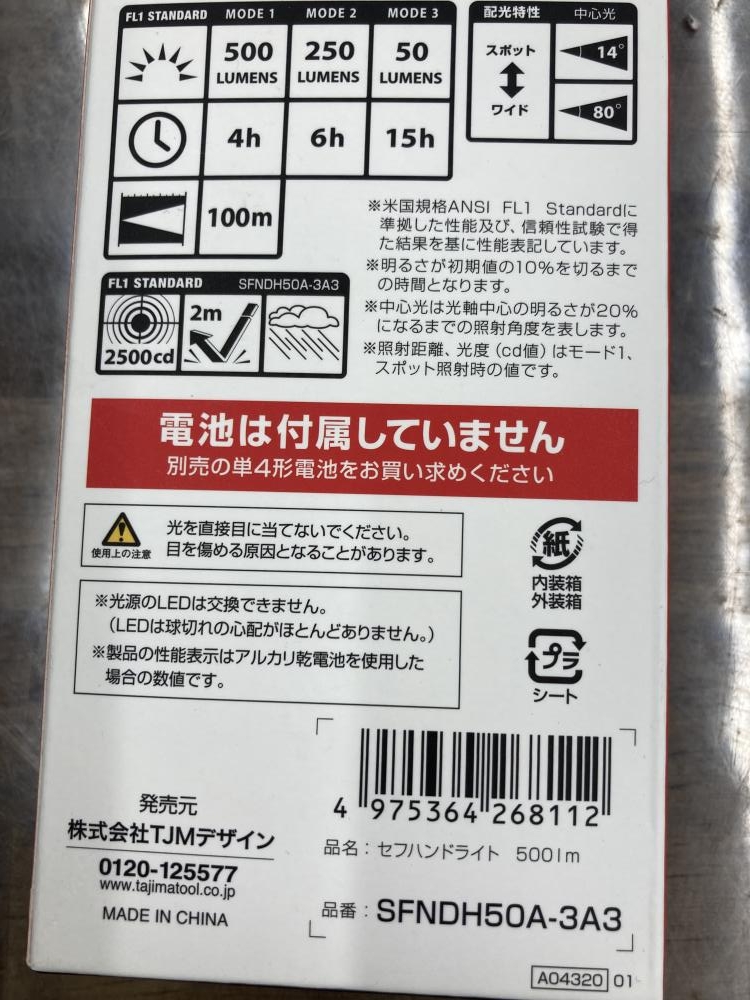 FL1 STANDARD MODE 1 MODE 2 MODE 3
500 LUMENS 250 LUMENS 50 LUMENS
4h 6h 15h
100m
配光特性 中心光
スポット 14°
ワイド 80°
※米国規格ANSI FL1 Standardに
準拠した性能及び、信頼性試験で得
た結果を基に性能表記しています。
※明るさが初期値の10%を切るまで
の時間となります。
※中心光は光軸中心の明るさが20%
になるまでの照射角度を表します。
※照射距離、光度（cd値）はモード1、
スポット照射時の値です。
FL1 STANDARD SFNDH50A-3A3
2500cd 2m
電池は付属していません
別売の単4形電池をお買い求めください
使用上の注意
光を直接目に当てないでください。
目を傷める原因となることがあります。
紙
内装箱
外装箱
※光源のLEDは交換できません。
（LEDは球切れの心配がほとんどありません。）
※製品の性能表示はアルカリ乾電池を使用した
場合の数値です。
プラ
シート
発売元
株式会社TJMデザイン
0120-125577
www.tajimatool.co.jp
MADE IN CHINA
4 975364 268112
品名：セフハンドライト 500lm
品番：SFNDH50A-3A3
A04320 01